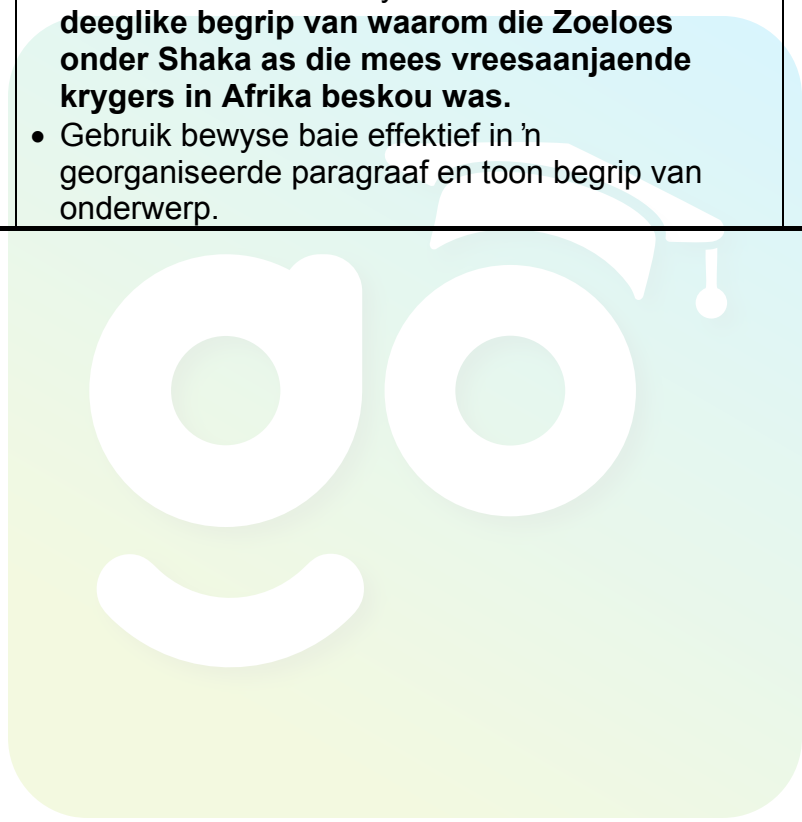 deeglike begrip van waarom die Zoeloes
onder Shaka as die mees vreesaanjaende
krygers in Afrika beskou was.
• Gebruik bewyse baie effektief in 'n
georganiseerde paragraaf en toon begrip van
onderwerp.
go